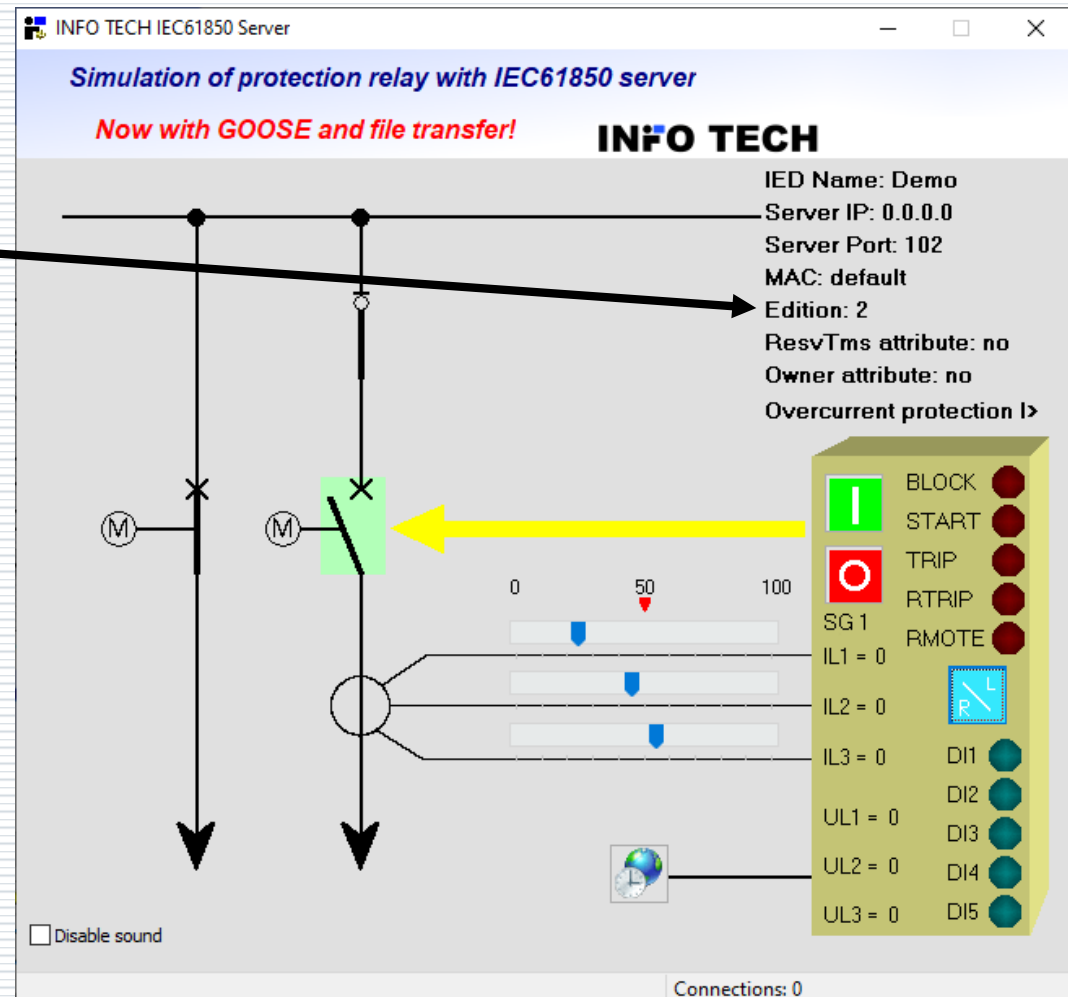 INFO TECH IEC61850 Server
Simulation of protection relay with IEC61850 server
Now with GOOSE and file transfer!
INFO TECH
IED Name: Demo
Server IP: 0.0.0.0
Server Port: 102
MAC: default
Edition: 2
ResvTms attribute: no
Owner attribute: no
Overcurrent protection I>
BLOCK
START
TRIP
RTRIP
RMOTE
M
M
I
O
0 50 100
SG 1
IL1 = 0
IL2 = 0
IL3 = 0
L
R
UL1 = 0
UL2 = 0
UL3 = 0
DI1
DI2
DI3
DI4
DI5
Disable sound
Connections: 0